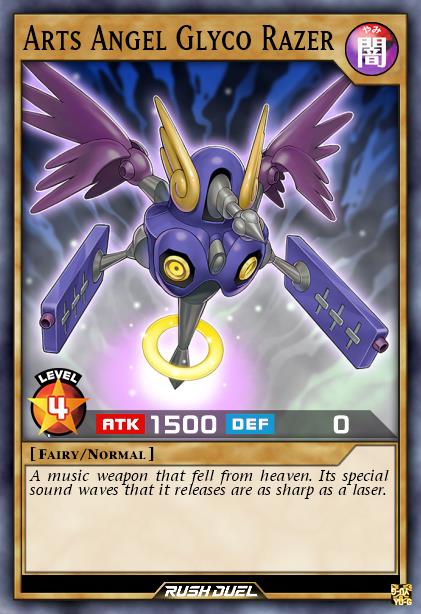 Arts Angel Glyco Razer
やみ
闇
LEVEL
4
ATK 1500 DEF 0
[Fairy/Normal]
A music weapon that fell from heaven. Its special
sound waves that it releases are as sharp as a laser.
RUSH DUEL